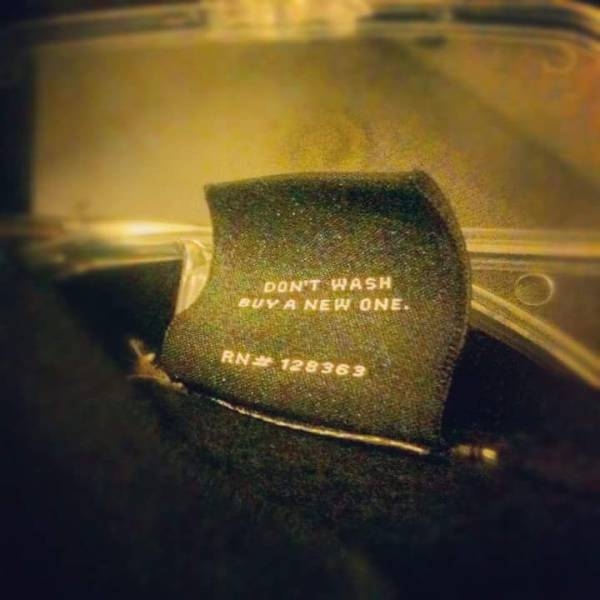 DON'T WASH
BUY A NEW ONE.
RN# 128363